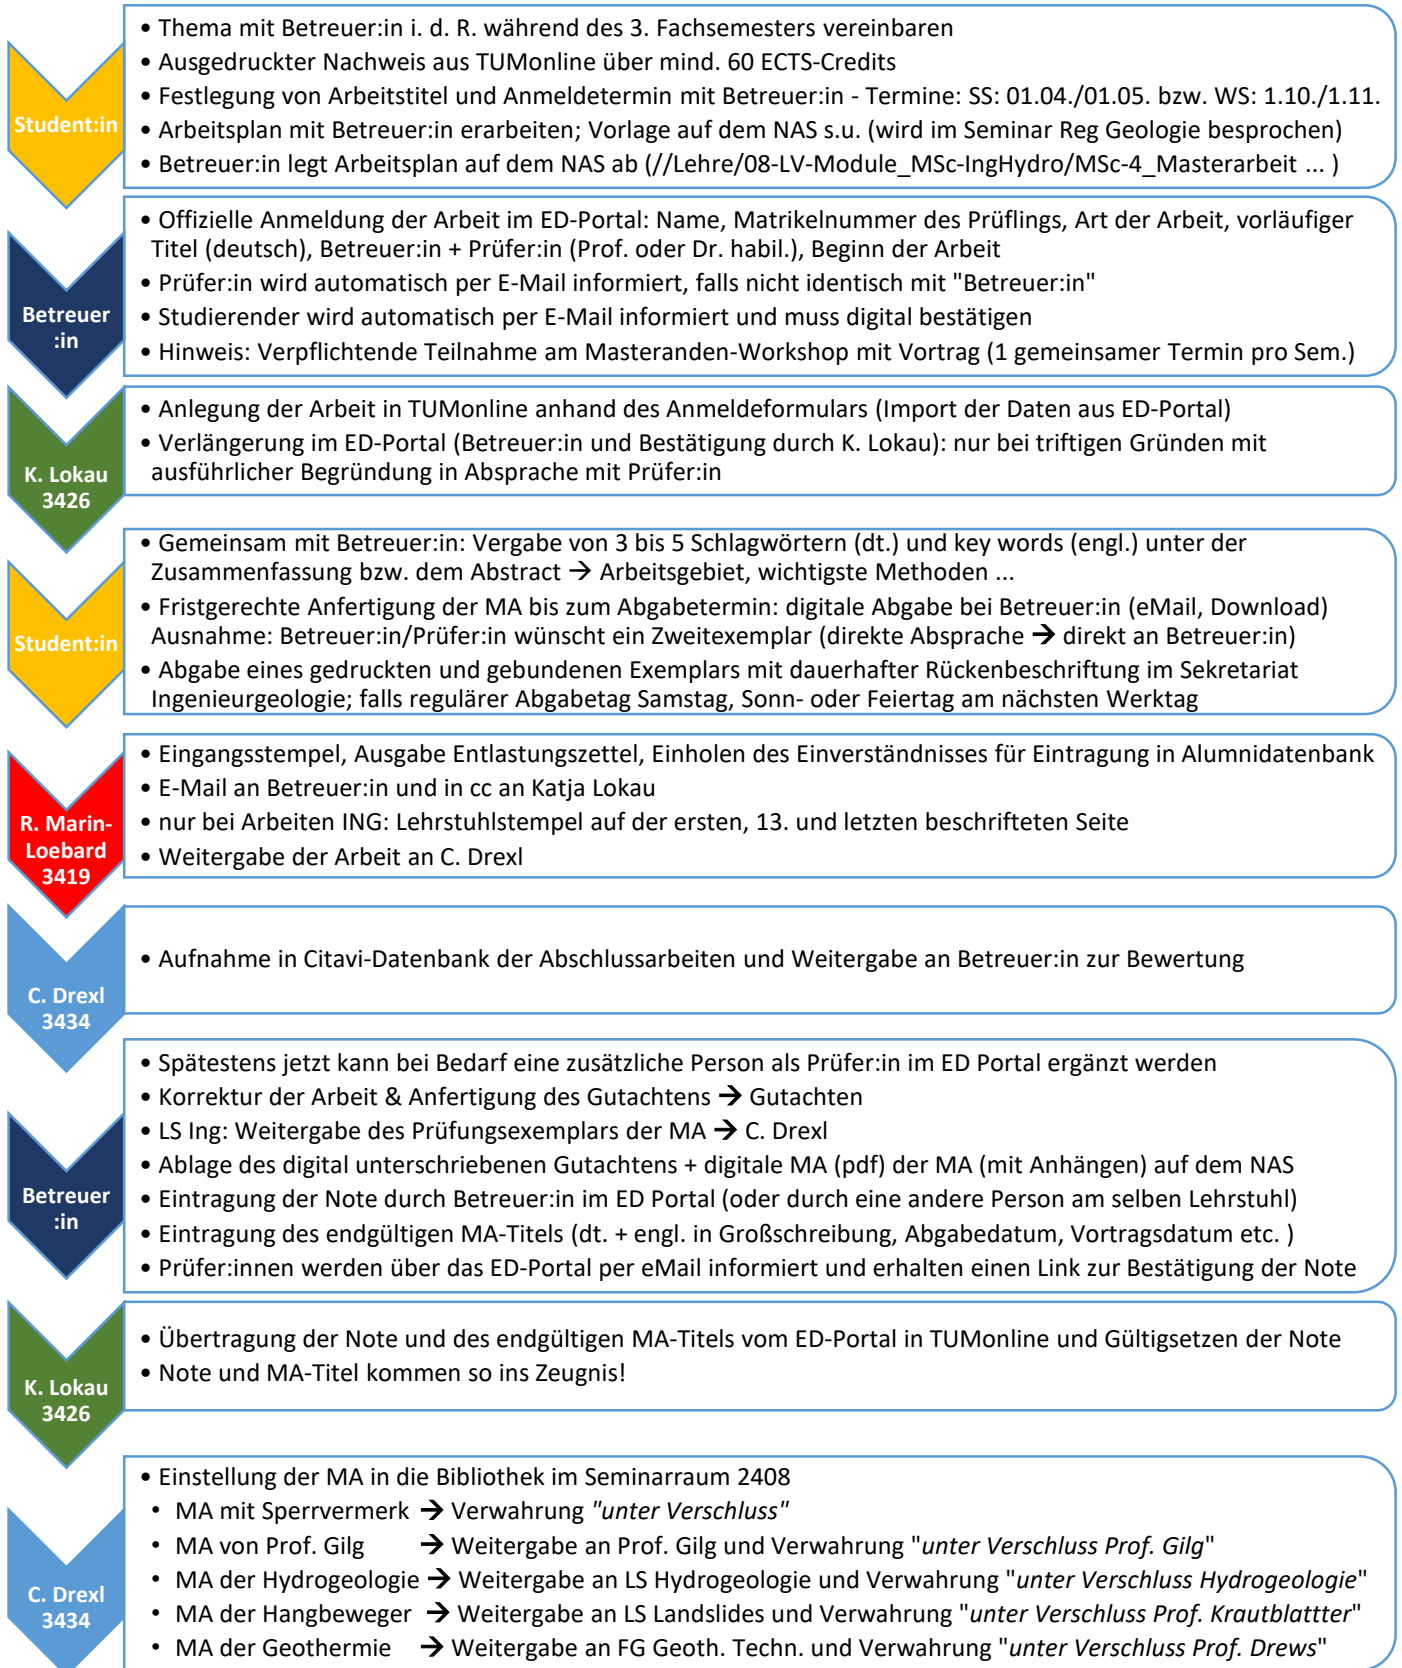 Student:in
• Thema mit Betreuer:in i. d. R. während des 3. Fachsemesters vereinbaren
• Ausgedruckter Nachweis aus TUMonline über mind. 60 ECTS-Credits
• Festlegung von Arbeitstitel und Anmeldetermin mit Betreuer:in - Termine: SS: 01.04./01.05. bzw. WS: 1.10./1.11.
• Arbeitsplan mit Betreuer:in erarbeiten; Vorlage auf dem NAS s.u. (wird im Seminar Reg Geologie besprochen)
• Betreuer:in legt Arbeitsplan auf dem NAS ab (//Lehre/08-LV-Module_MSc-IngHydro/MSc-4_Masterarbeit ... )
Betreuer
:in
• Offizielle Anmeldung der Arbeit im ED-Portal: Name, Matrikelnummer des Prüflings, Art der Arbeit, vorläufiger
Titel (deutsch), Betreuer:in + Prüfer:in (Prof. oder Dr. habil.), Beginn der Arbeit
• Prüfer:in wird automatisch per E-Mail informiert, falls nicht identisch mit "Betreuer:in"
• Studierender wird automatisch per E-Mail informiert und muss digital bestätigen
• Hinweis: Verpflichtende Teilnahme am Masteranden-Workshop mit Vortrag (1 gemeinsamer Termin pro Sem.)
K. Lokau
3426
• Anlegung der Arbeit in TUMonline anhand des Anmeldeformulars (Import der Daten aus ED-Portal)
• Verlängerung im ED-Portal (Betreuer:in und Bestätigung durch K. Lokau): nur bei triftigen Gründen mit
ausführlicher Begründung in Absprache mit Prüfer:in
Student:in
• Gemeinsam mit Betreuer:in: Vergabe von 3 bis 5 Schlagwörtern (dt.) und key words (engl.) unter der
Zusammenfassung bzw. dem Abstract → Arbeitsgebiet, wichtigste Methoden ...
• Fristgerechte Anfertigung der MA bis zum Abgabetermin: digitale Abgabe bei Betreuer:in (eMail, Download)
Ausnahme: Betreuer:in/Prüfer:in wünscht ein Zweitexemplar (direkte Absprache → direkt an Betreuer:in)
• Abgabe eines gedruckten und gebundenen Exemplars mit dauerhafter Rückenbeschriftung im Sekretariat
Ingenieurgeologie; falls regulärer Abgabetag Samstag, Sonn- oder Feiertag am nächsten Werktag
R. Marin-
Loebard
3419
• Eingangsstempel, Ausgabe Entlastungszettel, Einholen des Einverständnisses für Eintragung in Alumnidatenbank
• E-Mail an Betreuer:in und in cc an Katja Lokau
• nur bei Arbeiten ING: Lehrstuhlstempel auf der ersten, 13. und letzten beschrifteten Seite
• Weitergabe der Arbeit an C. Drexl
C. Drexl
3434
• Aufnahme in Citavi-Datenbank der Abschlussarbeiten und Weitergabe an Betreuer:in zur Bewertung
Betreuer
:in
• Spätestens jetzt kann bei Bedarf eine zusätzliche Person als Prüfer:in im ED Portal ergänzt werden
• Korrektur der Arbeit & Anfertigung des Gutachtens → Gutachten
• LS Ing: Weitergabe des Prüfungsexemplars der MA → C. Drexl
• Ablage des digital unterschriebenen Gutachtens + digitale MA (pdf) der MA (mit Anhängen) auf dem NAS
• Eintragung der Note durch Betreuer:in im ED Portal (oder durch eine andere Person am selben Lehrstuhl)
• Eintragung des endgültigen MA-Titels (dt. + engl. in Großschreibung, Abgabedatum, Vortragsdatum etc. )
• Prüfer:innen werden über das ED-Portal per eMail informiert und erhalten einen Link zur Bestätigung der Note
K. Lokau
3426
• Übertragung der Note und des endgültigen MA-Titels vom ED-Portal in TUMonline und Gültigsetzen der Note
• Note und MA-Titel kommen so ins Zeugnis!
C. Drexl
3434
• Einstellung der MA in die Bibliothek im Seminarraum 2408
• MA mit Sperrvermerk → Verwahrung "unter Verschluss"
• MA von Prof. Gilg → Weitergabe an Prof. Gilg und Verwahrung "unter Verschluss Prof. Gilg"
• MA der Hydrogeologie → Weitergabe an LS Hydrogeologie und Verwahrung "unter Verschluss Hydrogeologie"
• MA der Hangbeweger → Weitergabe an LS Landslides und Verwahrung "unter Verschluss Prof. Krautblattter"
• MA der Geothermie → Weitergabe an FG Geoth. Techn. und Verwahrung "unter Verschluss Prof. Drews"